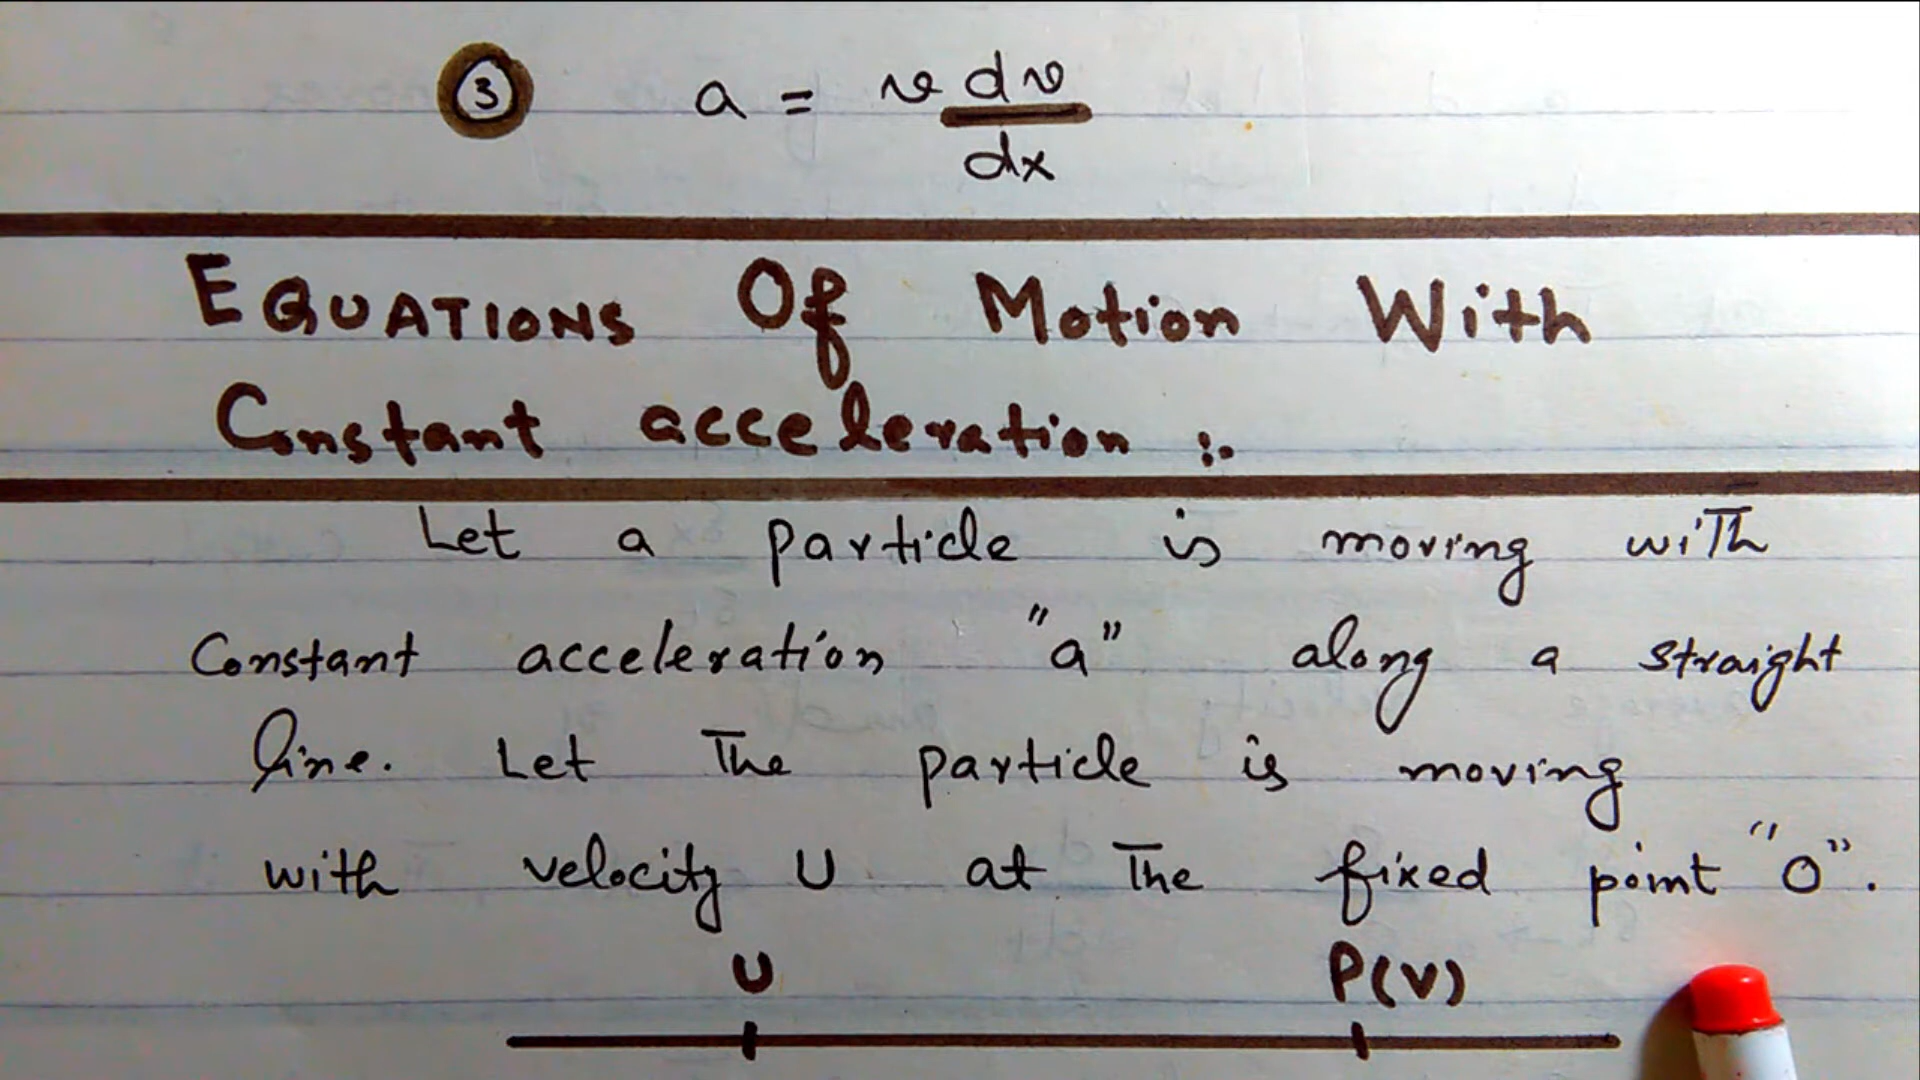 3 a = v dv
dx
EQUATIONS Of Motion With
Constant acceleration :.
Let a particle is moving with
Constant acceleration "a" along a straight
line. Let The particle is moving
with velocity U at The fixed point "O".
U P(V)